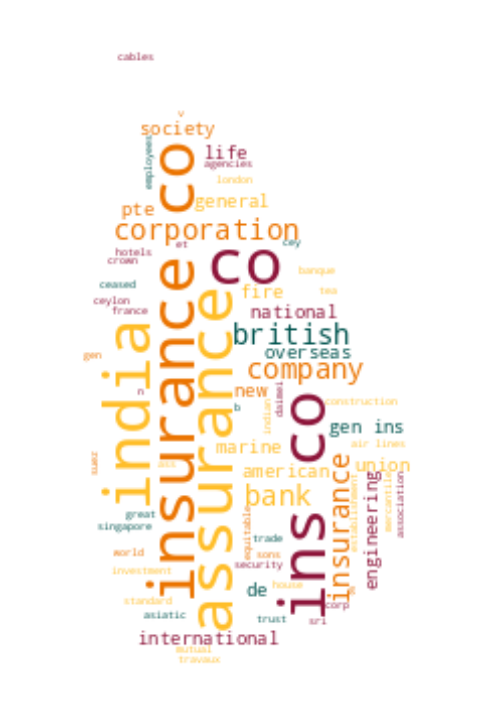 cables
v
society
employees
co
life
agencies
london
general
pte
corporation
et
cey
hotels
crown
co
banque
ceased
insurance
assurance
fire
tea
ceylon
france
national
india
british
overseas
gen
company
n
new
b
indian
daimei
co
construction
gen ins
marine
air lines
suez
ass
american
insurance
union
bank
engineering
establishment
mercantile
association
great
singapore
equitable
ins
trade
world
sons
security
investment
de
house
standard
corp
asiatic
trust
sri
international
mutual
travaux